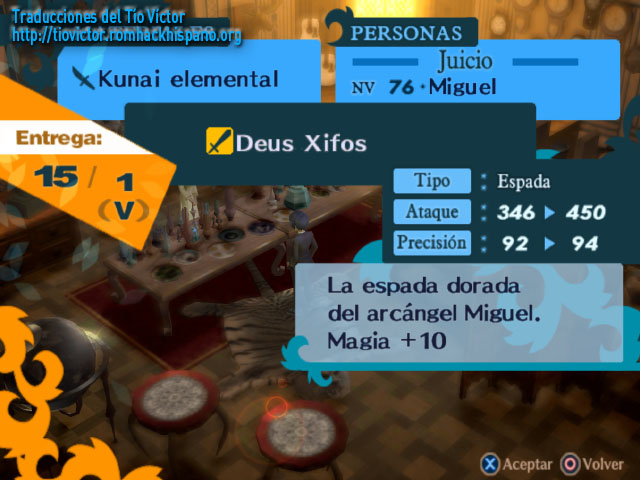 Traducciones del Tío Víctor
http://tiovictor.romhackhispano.org
PERSONAS
Juicio
NV 76 · Miguel
Kunai elemental
Entrega:
15 / 1
(V)
Deus Xifos
Tipo : Espada
Ataque : 346 ▶ 450
Precisión : 92 ▶ 94
La espada dorada
del arcángel Miguel.
Magia +10
Aceptar Volver